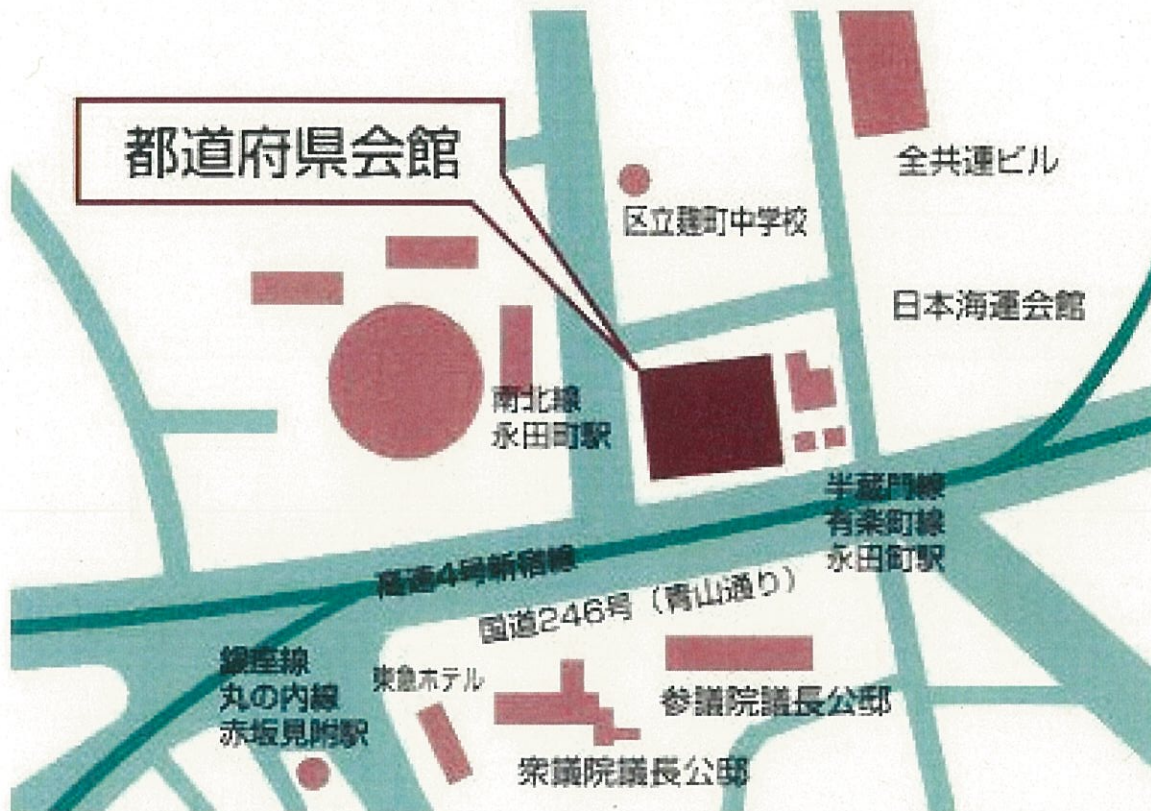 都道府県会館
全共連ビル
区立麹町中学校
日本海運会館
南北線
永田町駅
半蔵門線
有楽町線
永田町駅
高速4号新宿線
国道246号（青山通り）
銀座線
丸の内線
赤坂見附駅
東急ホテル
参議院議長公邸
衆議院議長公邸